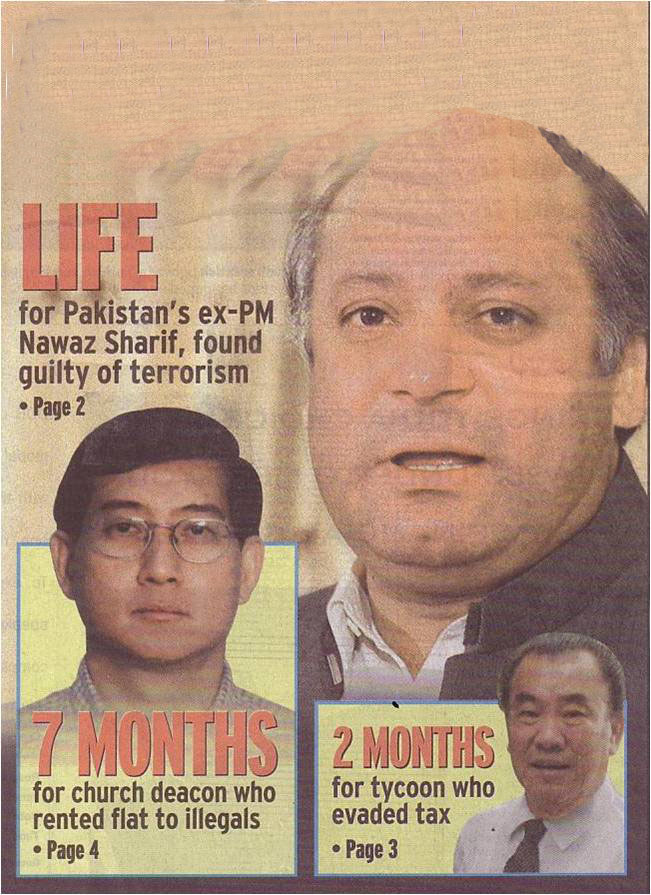 LIFE
for Pakistan's ex-PM
Nawaz Sharif, found
guilty of terrorism
• Page 2
7 MONTHS
for church deacon who
rented flat to illegals
• Page 4
2 MONTHS
for tycoon who
evaded tax
• Page 3